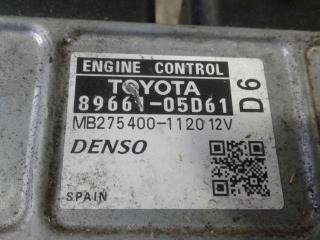 ENGINE CONTROL
TOYOTA
89661-05D61
D6
MB275400-1120 12V
DENSO
SPAIN